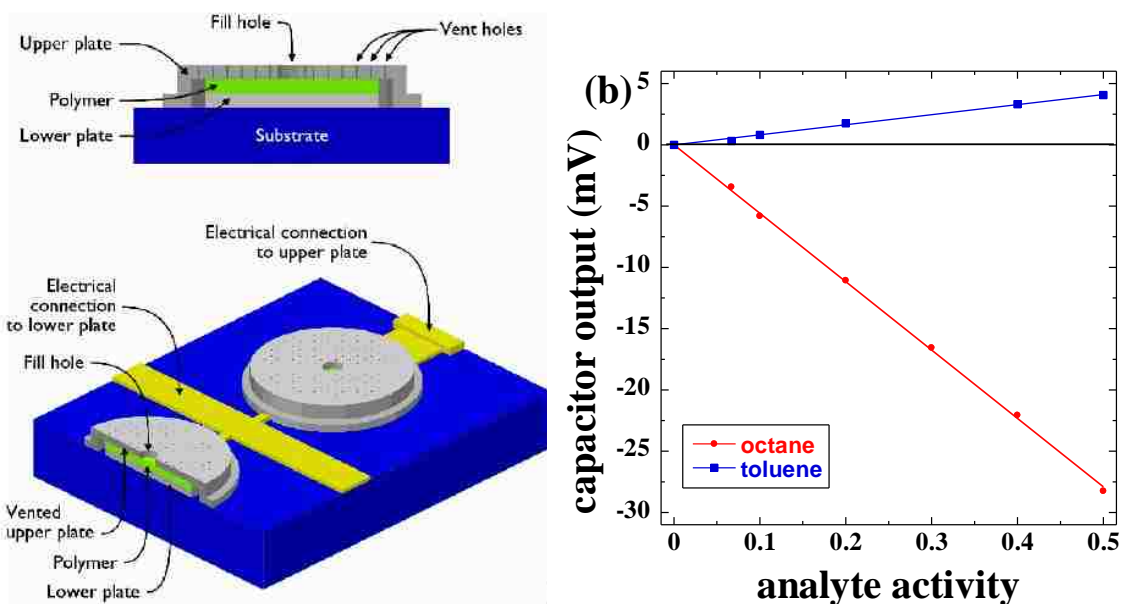 Fill hole
Vent holes
Upper plate
Polymer
Lower plate
Substrate
Electrical connection
to upper plate
Electrical
connection
to lower plate
Fill hole
Vented
upper plate
Polymer
Lower plate
(b)
5
0
-5
-10
-15
-20
-25
-30
capacitor output (mV)
octane
toluene
0
0.1
0.2
0.3
0.4
0.5
analyte activity